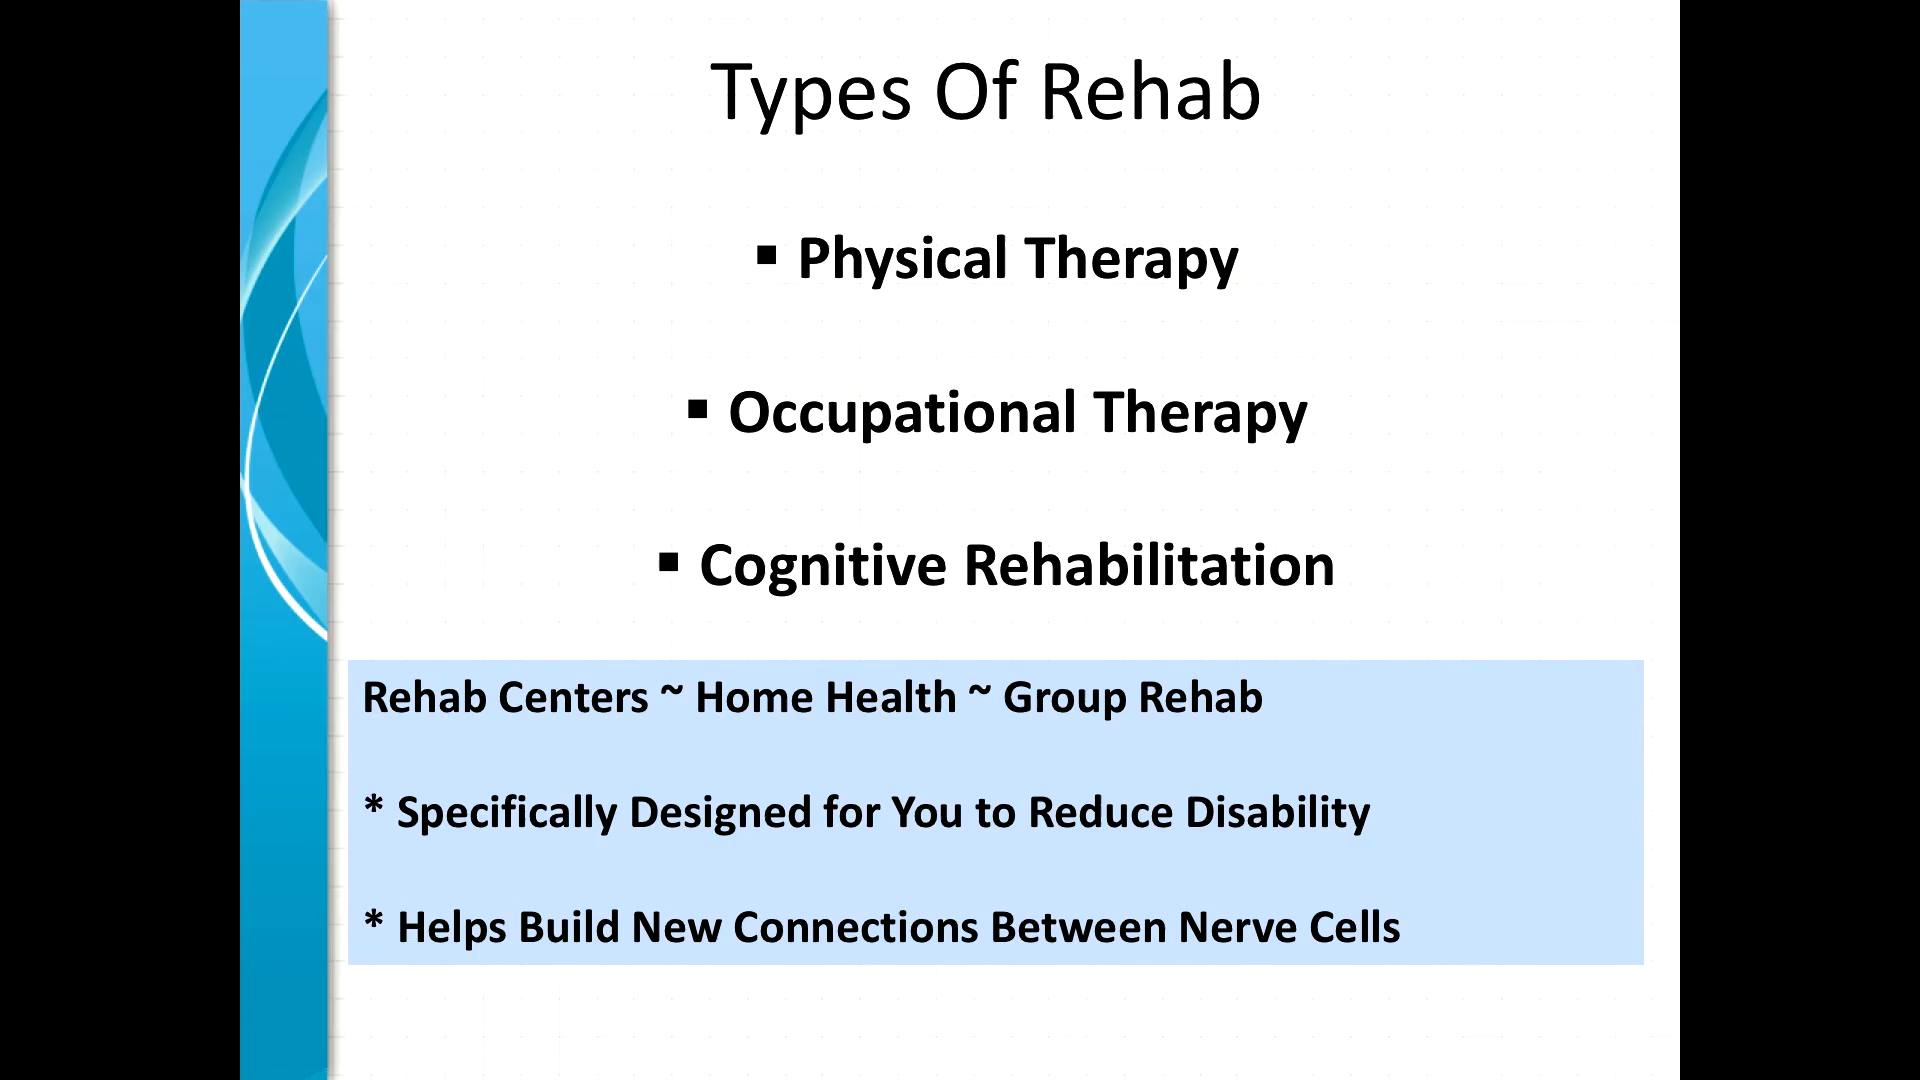 Types Of Rehab
▪ Physical Therapy
▪ Occupational Therapy
▪ Cognitive Rehabilitation
Rehab Centers ~ Home Health ~ Group Rehab
* Specifically Designed for You to Reduce Disability
* Helps Build New Connections Between Nerve Cells